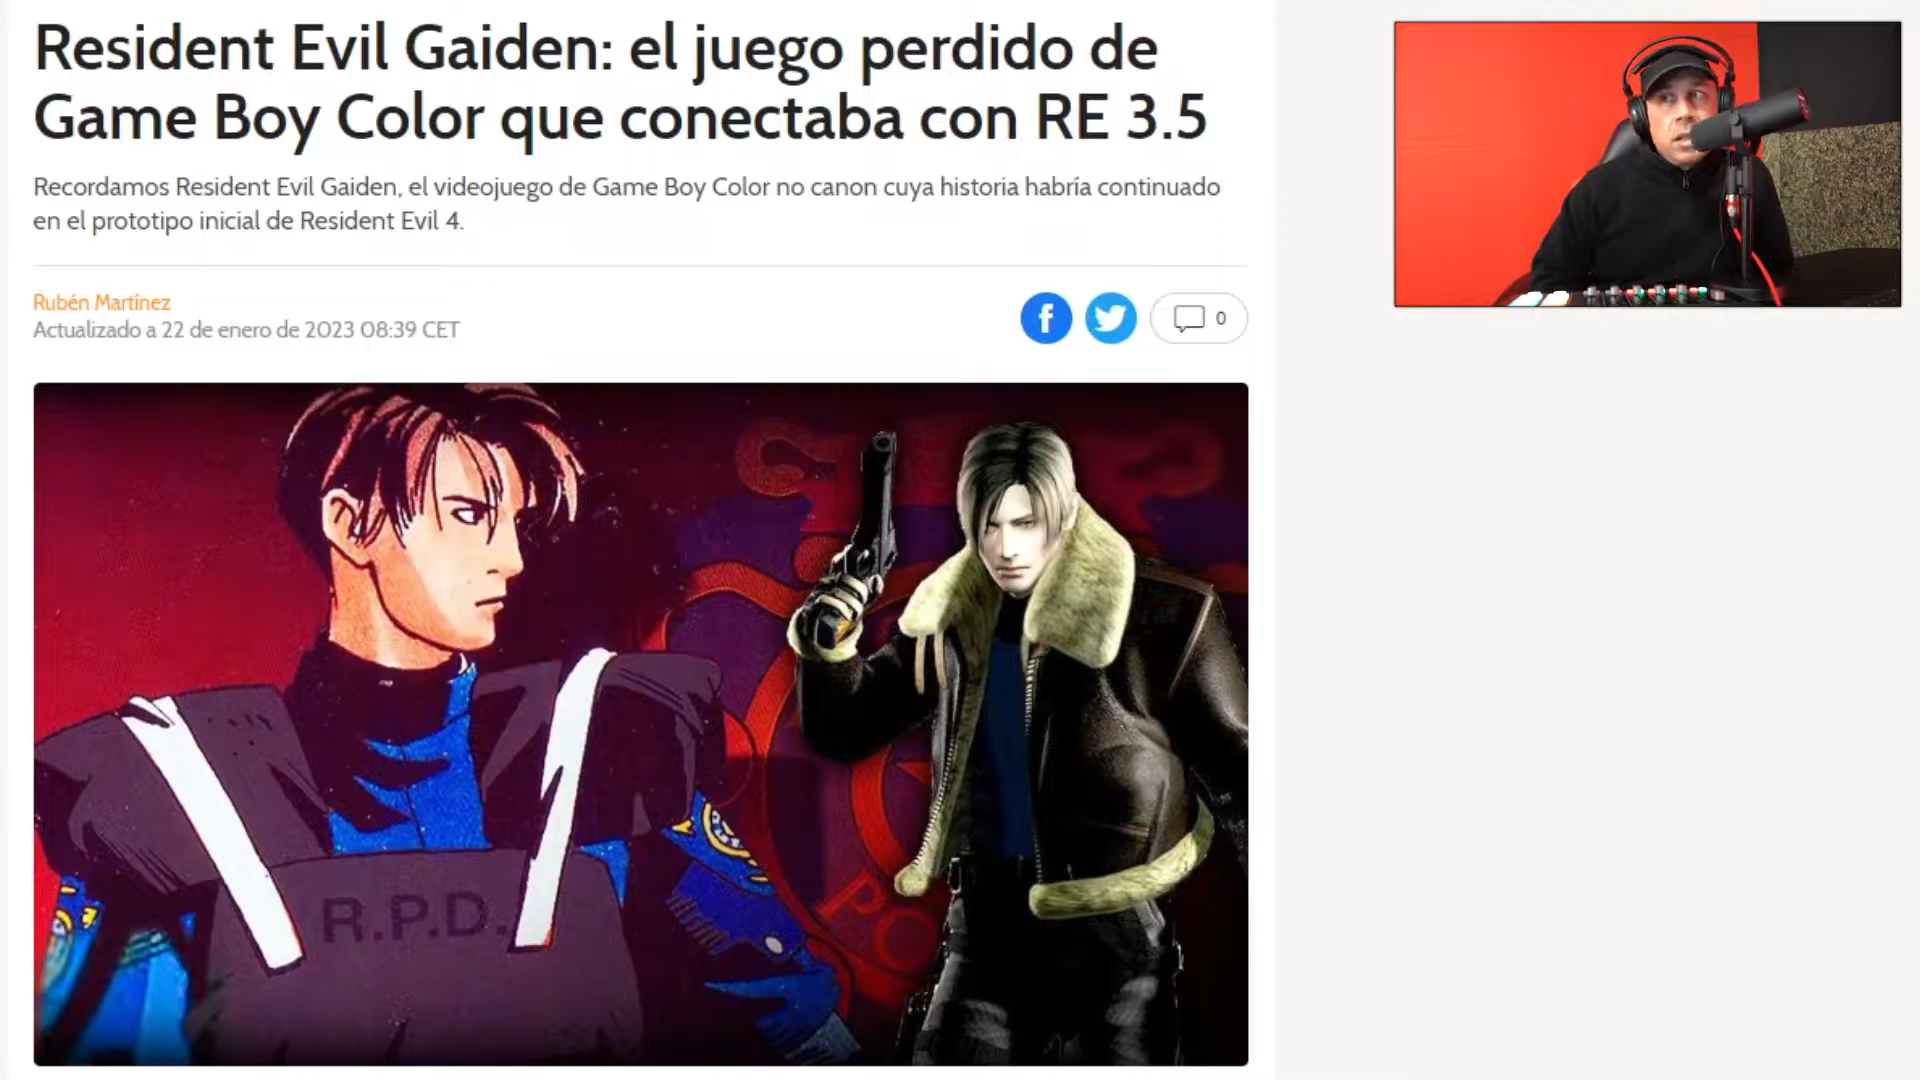 Resident Evil Gaiden: el juego perdido de
Game Boy Color que conectaba con RE 3.5
Recordamos Resident Evil Gaiden, el videojuego de Game Boy Color no canon cuya historia habría continuado
en el prototipo inicial de Resident Evil 4.
Rubén Martínez
Actualizado a 22 de enero de 2023 08:39 CET
0
R.P.D.
PO